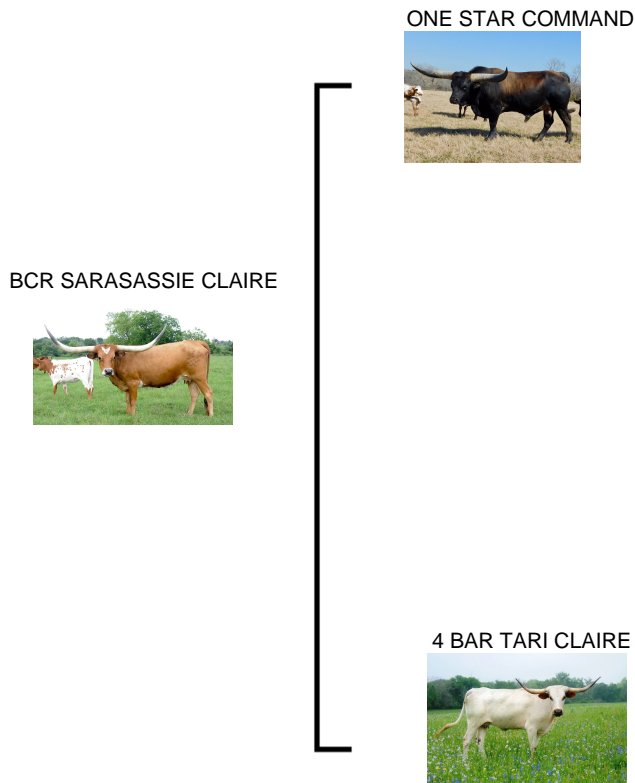 ONE STAR COMMAND
BCR SARASASSIE CLAIRE
4 BAR TARI CLAIRE